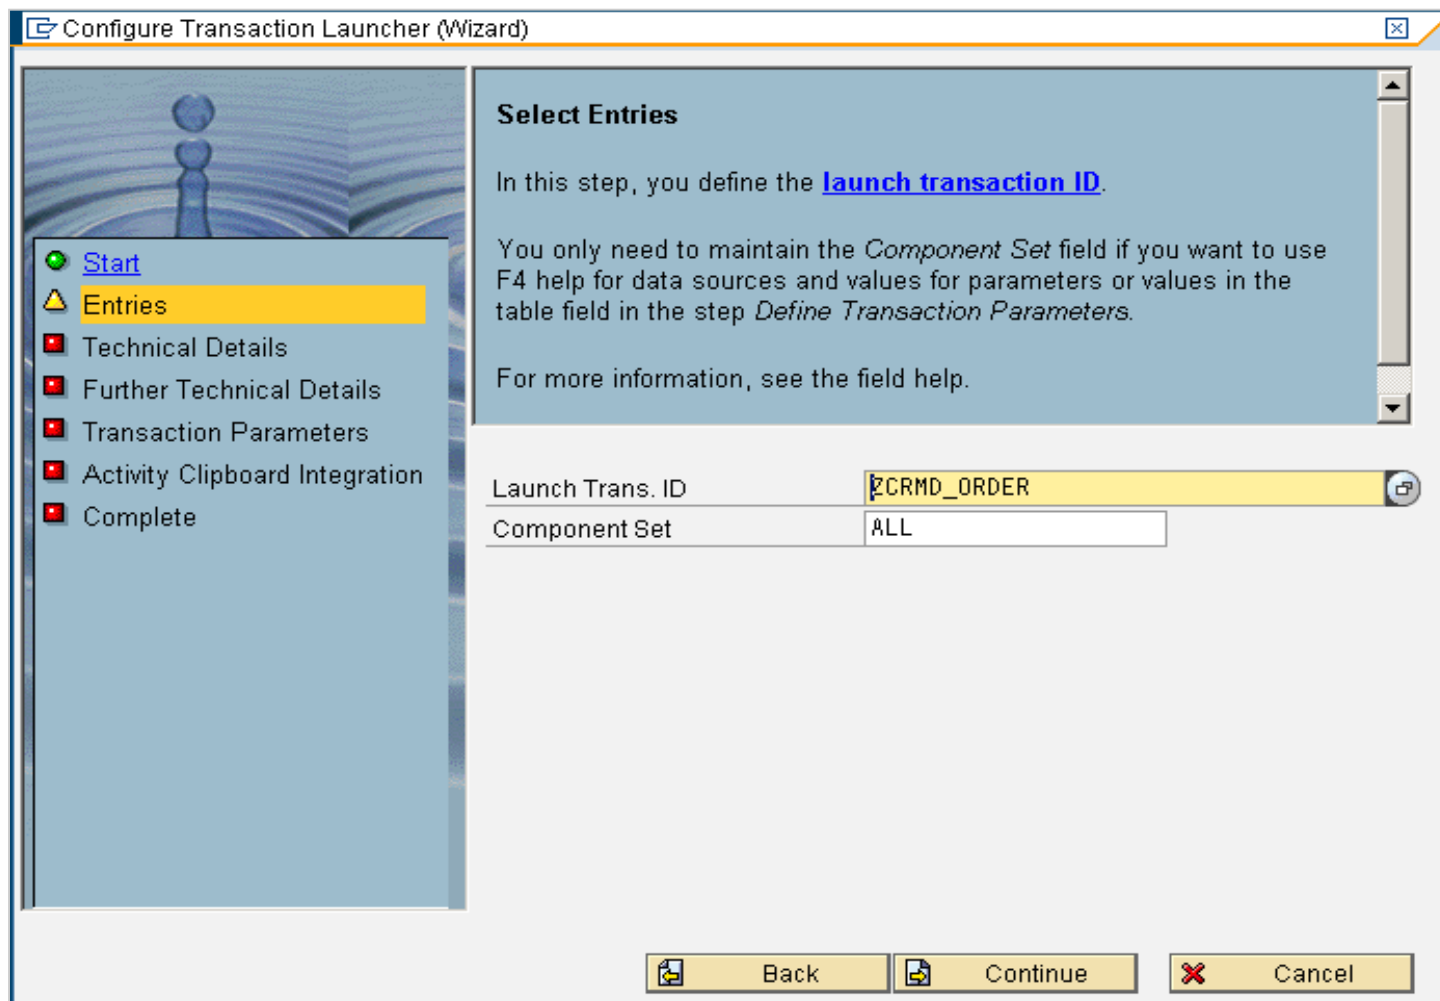 Configure Transaction Launcher (Wizard)
Start
Entries
Technical Details
Further Technical Details
Transaction Parameters
Activity Clipboard Integration
Complete
Select Entries
In this step, you define the launch transaction ID.
You only need to maintain the Component Set field if you want to use
F4 help for data sources and values for parameters or values in the
table field in the step Define Transaction Parameters.
For more information, see the field help.
Launch Trans. ID ZCRMD_ORDER
Component Set ALL
Back Continue Cancel